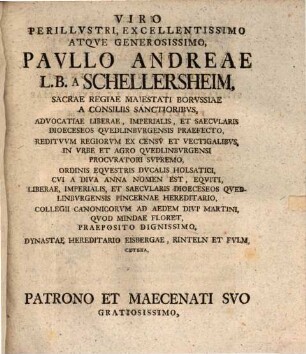 VIRO
PERILLVSTRI, EXCELLENTISSIMO
ATQVE GENEROSISSIMO,
PAVLLO ANDREAE
L.B. A SCHELLERSHEIM,
SACRAE REGIAE MAIESTATI BORVSSIAE
A CONSILIIS SANCTIORIBVS,
ADVOCATIAE LIBERAE, IMPERIALIS, ET SAECVLARIS
DIOECESEOS QVEDLINBVRGENSIS PRAEFECTO,
REDITVVM REGIORVM EX CENSV ET VECTIGALIBVS,
IN VRBE ET AGRO QVEDLINBVRGENSI
PROCVRATORI SVPREMO,
ORDINIS EQVESTRIS DVCALIS HOLSATICI,
CVI A DIVA ANNA NOMEN EST, EQVITI,
LIBERAE, IMPERIALIS, ET SAECVLARIS DIOECESEOS QVED-
LINBVRGENSIS PINCERNAE HEREDITARIO,
COLLEGII CANONICORVM AD AEDEM DIVI MARTINI,
QVOD MINDAE FLORET,
PRAEPOSITO DIGNISSIMO,
DYNASTAE HEREDITARIO EISBERGAE, RINTELN ET FVLM,
CETERA,
PATRONO ET MAECENATI SVO
GRATIOSISSIMO,